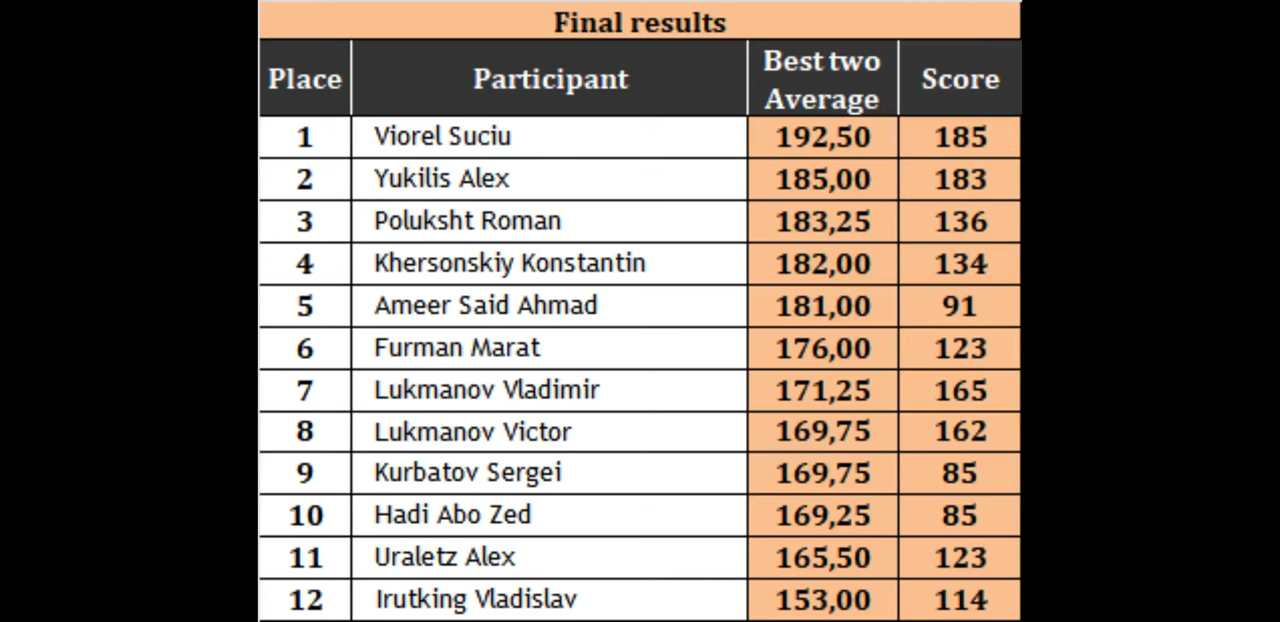 Final results
Place Participant Best two Average Score
1 Viorel Suciu 192,50 185
2 Yukilis Alex 185,00 183
3 Poluksht Roman 183,25 136
4 Khersonskiy Konstantin 182,00 134
5 Ameer Said Ahmad 181,00 91
6 Furman Marat 176,00 123
7 Lukmanov Vladimir 171,25 165
8 Lukmanov Victor 169,75 162
9 Kurbatov Sergei 169,75 85
10 Hadi Abo Zed 169,25 85
11 Uraletz Alex 165,50 123
12 Irutking Vladislav 153,00 114